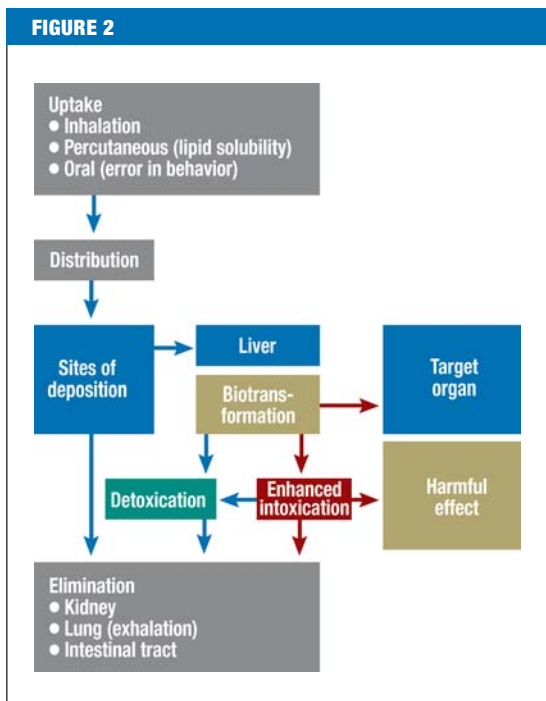 FIGURE 2
Uptake
● Inhalation
● Percutaneous (lipid solubility)
● Oral (error in behavior)
Distribution
Sites of
deposition
Liver
Biotrans-
formation
Target
organ
Detoxication
Enhanced
intoxication
Harmful
effect
Elimination
● Kidney
● Lung (exhalation)
● Intestinal tract